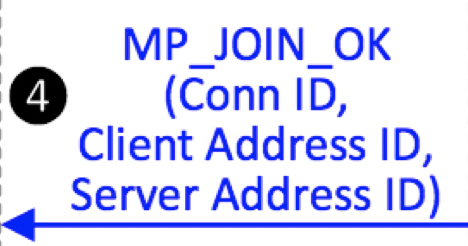 MP_JOIN_OK
4 (Conn ID,
Client Address ID,
Server Address ID)